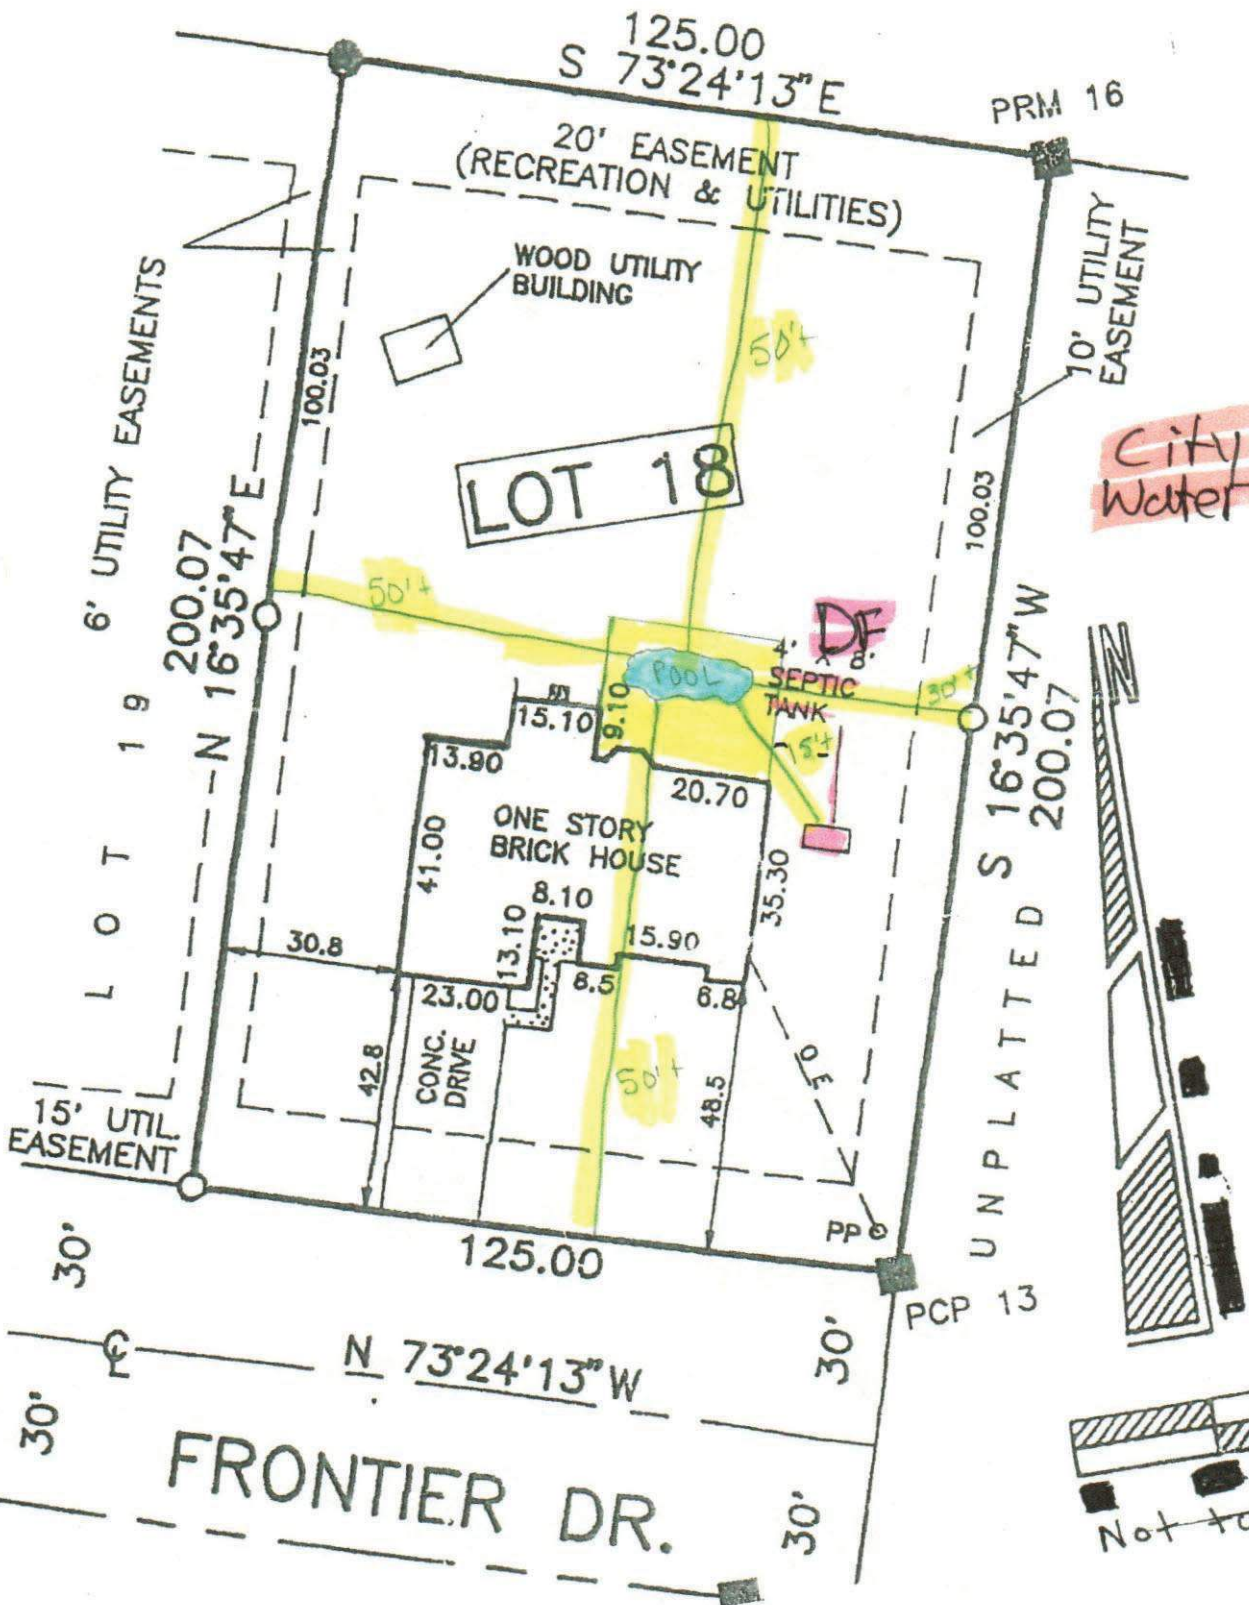 125.00
S 73°24'13"E
PRM 16
20' EASEMENT
(RECREATION & UTILITIES)
10' UTILITY
EASEMENT
WOOD UTILITY
BUILDING
6' UTILITY EASEMENTS
100.03
50'+
City
Water
LOT 18
100.03
N 16°35'47"E
200.07
50'+
DF
4' X 8'
SEPTIC
TANK
POOL
30'+
N
S 16°35'47"W
200.07
15.10
9.10
13.90
15'+
20.70
ONE STORY
BRICK HOUSE
41.00
35.30
LOT 19
8.10
13.10
15.90
30.8
8.5
6.8
23.00
CONC.
DRIVE
42.8
50'+
48.5
O E
UNPLATTED
15' UTIL.
EASEMENT
PP
125.00
PCP 13
30'
30'
N 73°24'13"W
30'
FRONTIER DR.
30'
Not to